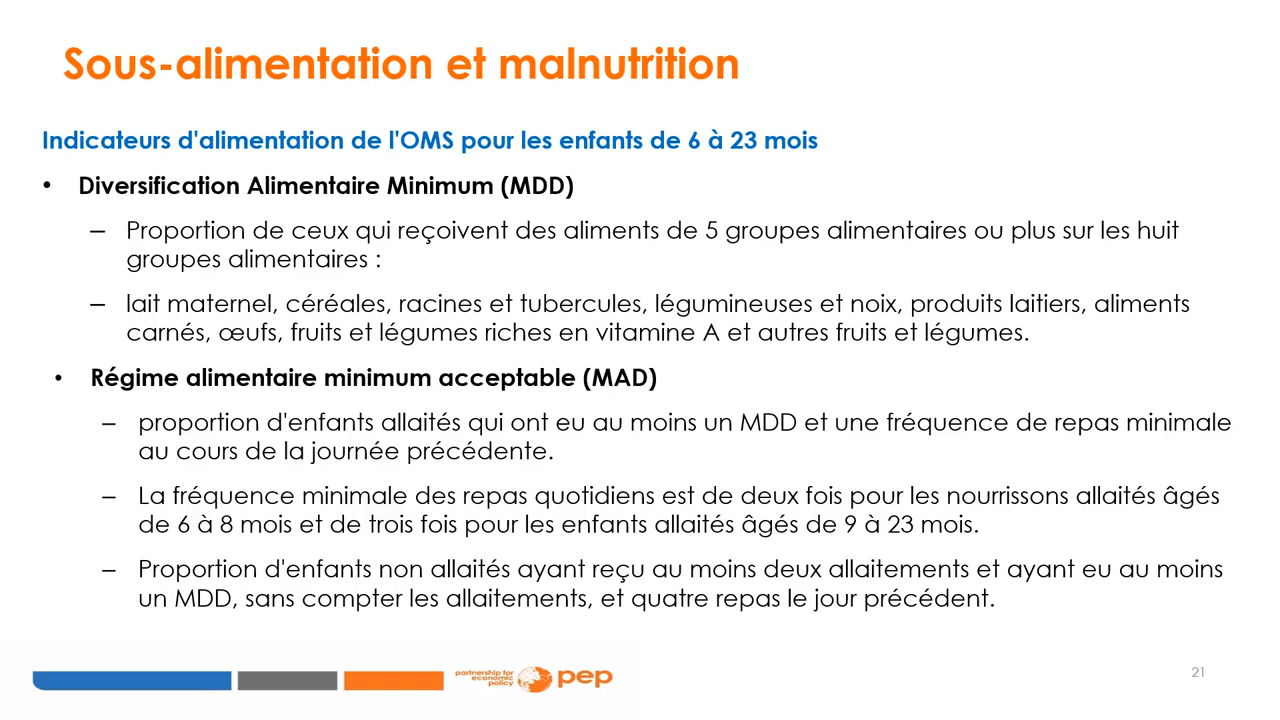 Sous-alimentation et malnutrition
Indicateurs d'alimentation de l'OMS pour les enfants de 6 à 23 mois
• Diversification Alimentaire Minimum (MDD)
– Proportion de ceux qui reçoivent des aliments de 5 groupes alimentaires ou plus sur les huit
groupes alimentaires :
– lait maternel, céréales, racines et tubercules, légumineuses et noix, produits laitiers, aliments
carnés, œufs, fruits et légumes riches en vitamine A et autres fruits et légumes.
• Régime alimentaire minimum acceptable (MAD)
– proportion d'enfants allaités qui ont eu au moins un MDD et une fréquence de repas minimale
au cours de la journée précédente.
– La fréquence minimale des repas quotidiens est de deux fois pour les nourrissons allaités âgés
de 6 à 8 mois et de trois fois pour les enfants allaités âgés de 9 à 23 mois.
– Proportion d'enfants non allaités ayant reçu au moins deux allaitements et ayant eu au moins
un MDD, sans compter les allaitements, et quatre repas le jour précédent.
partnership for
economic
policy
pep
21